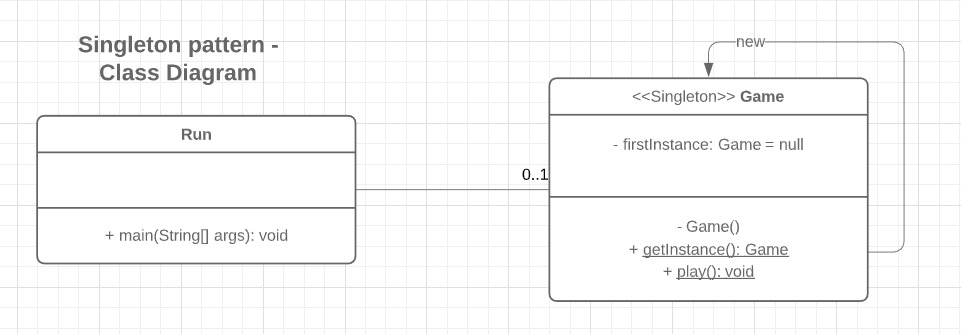 Singleton pattern -
Class Diagram
Run
+ main(String[] args): void
0..1
new
<<Singleton>> Game
- firstInstance: Game = null
- Game()
+ getInstance(): Game
+ play(): void